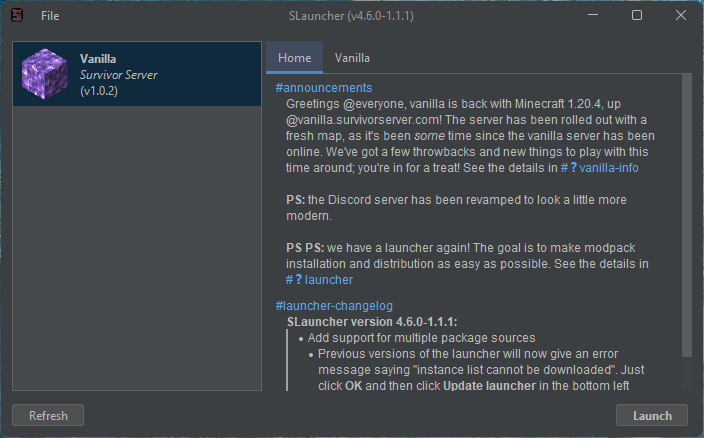 SLauncher (v4.6.0-1.1.1)
File
Vanilla
Survivor Server
(v1.0.2)
Home
Vanilla
#announcements
Greetings @everyone, vanilla is back with Minecraft 1.20.4, up
@vanilla.survivorserver.com! The server has been rolled out with a
fresh map, as it's been some time since the vanilla server has been
online. We've got a few throwbacks and new things to play with this
time around; you're in for a treat! See the details in #❓vanilla-info
PS: the Discord server has been revamped to look a little more
modern.
PS PS: we have a launcher again! The goal is to make modpack
installation and distribution as easy as possible. See the details in
#❓launcher
#launcher-changelog
SLauncher version 4.6.0-1.1.1:
• Add support for multiple package sources
• Previous versions of the launcher will now give an error
message saying "instance list cannot be downloaded". Just
click OK and then click Update launcher in the bottom left
Refresh
Launch